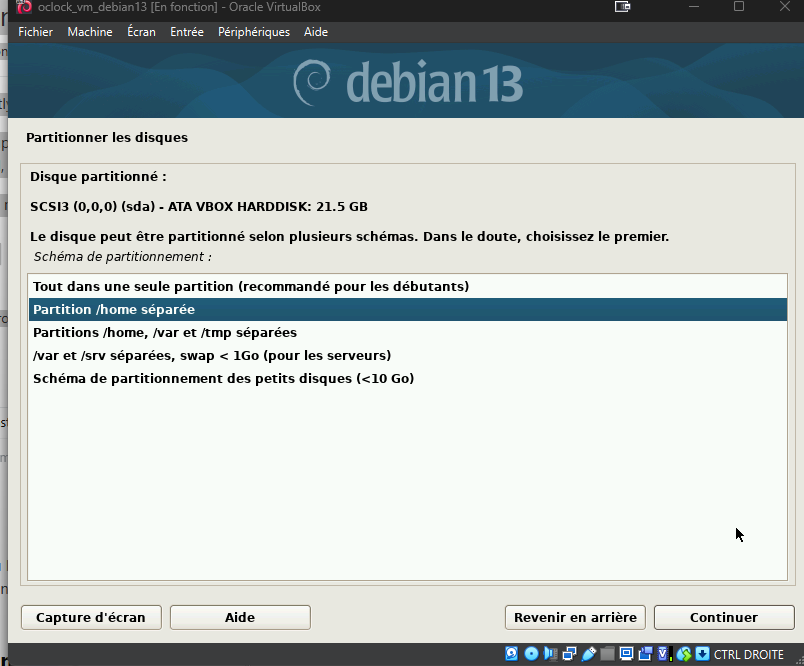 oclock_vm_debian13 [En fonction] - Oracle VirtualBox
Fichier Machine Écran Entrée Périphériques Aide
debian 13
Partitionner les disques
Disque partitionné :
SCSI3 (0,0,0) (sda) - ATA VBOX HARDDISK: 21.5 GB
Le disque peut être partitionné selon plusieurs schémas. Dans le doute, choisissez le premier.
Schéma de partitionnement :
Tout dans une seule partition (recommandé pour les débutants)
Partition /home séparée
Partitions /home, /var et /tmp séparées
/var et /srv séparées, swap < 1Go (pour les serveurs)
Schéma de partitionnement des petits disques (<10 Go)
Capture d'écran Aide Revenir en arrière Continuer
CTRL DROITE